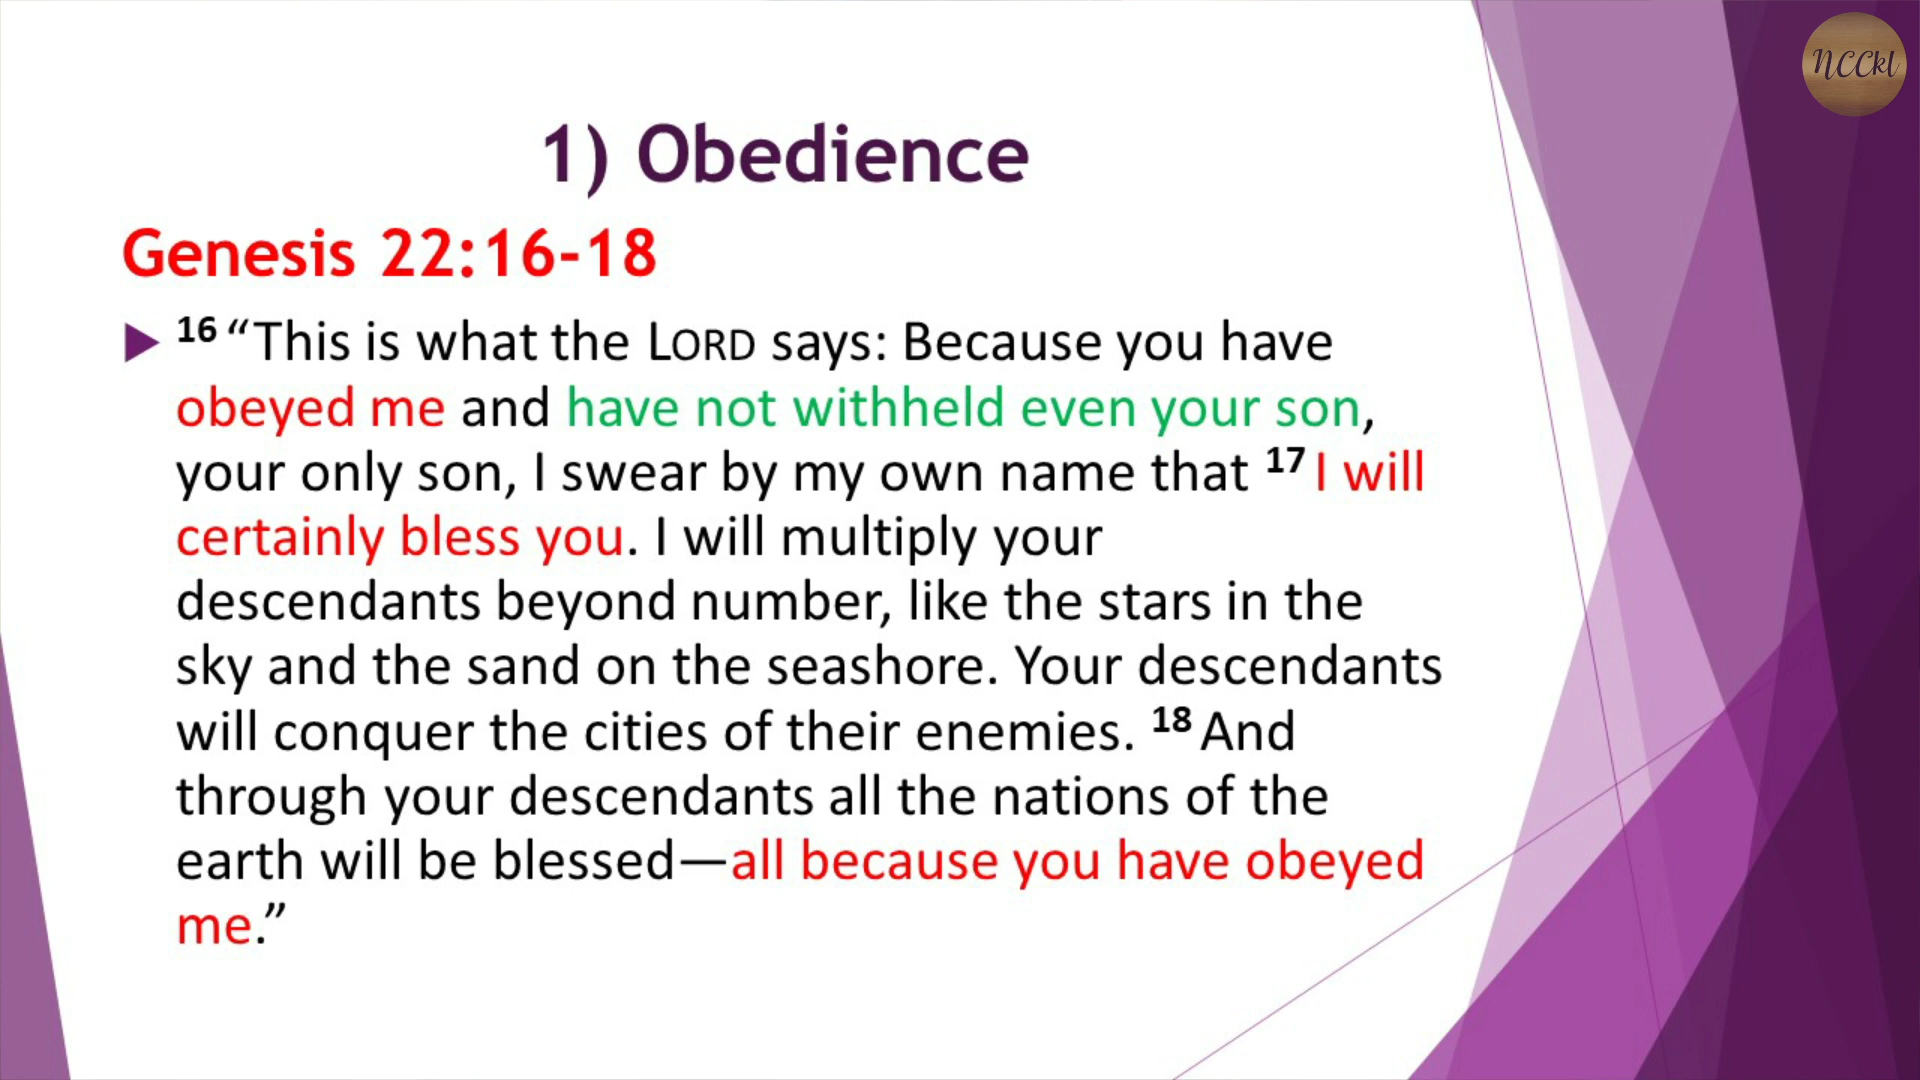 NCCkl
1) Obedience
Genesis 22:16-18
16 “This is what the LORD says: Because you have
obeyed me and have not withheld even your son,
your only son, I swear by my own name that 17 I will
certainly bless you. I will multiply your
descendants beyond number, like the stars in the
sky and the sand on the seashore. Your descendants
will conquer the cities of their enemies. 18 And
through your descendants all the nations of the
earth will be blessed—all because you have obeyed
me.”